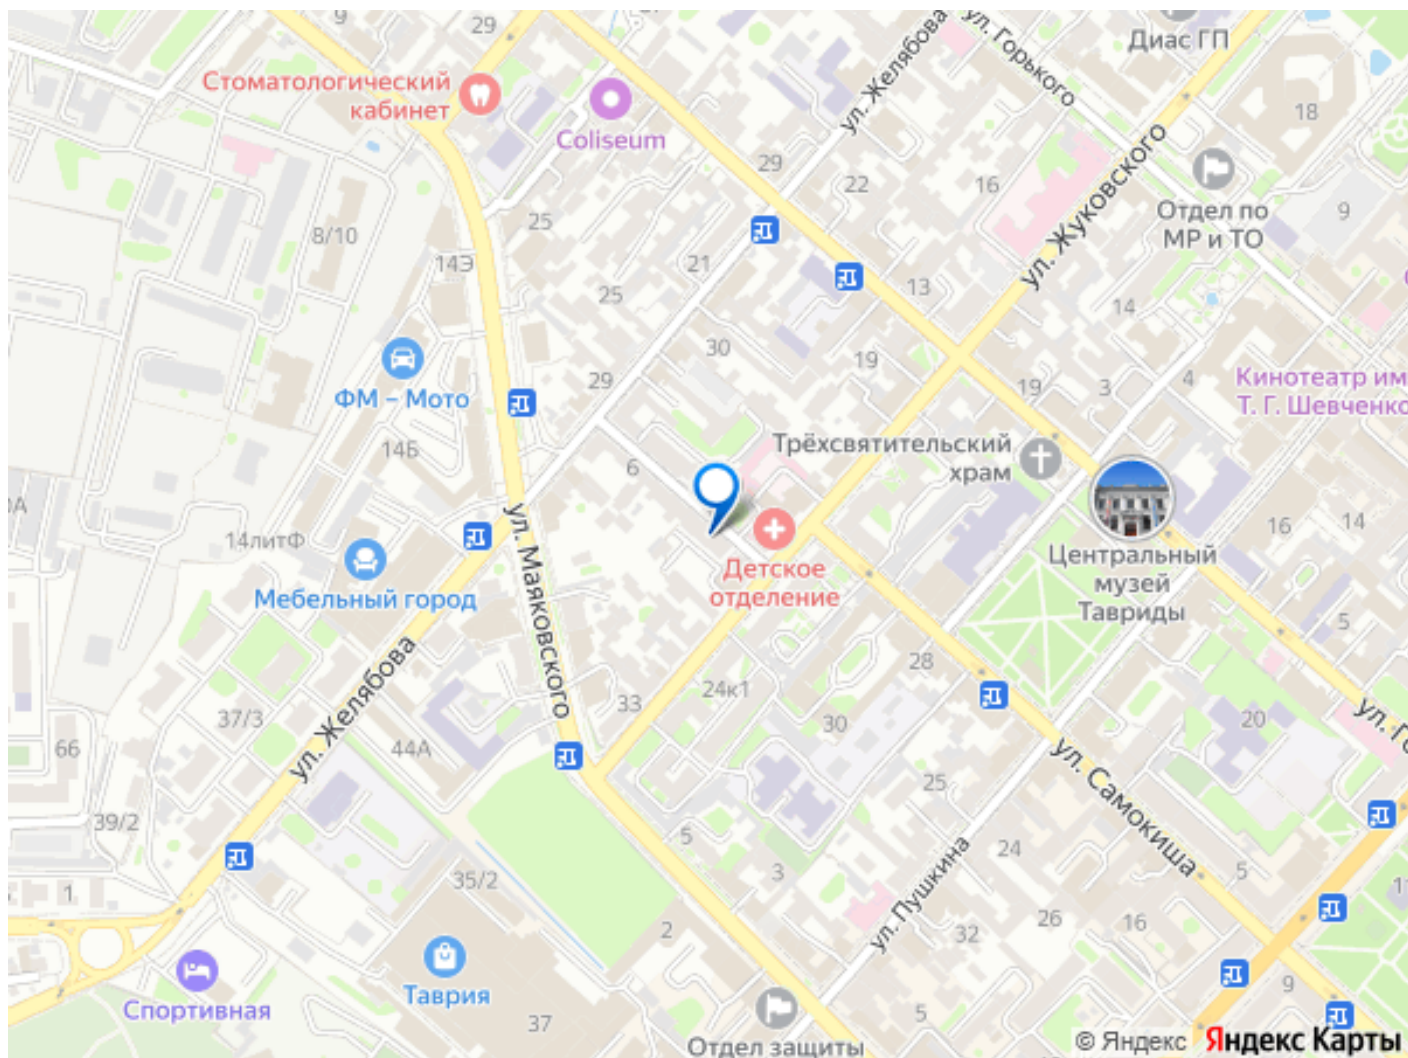 9
29
Стоматологический
кабинет
Coliseum
ул. Желябова
ул. Горького
Диас ГП
18
29
22
16
ул. Жуковского
Отдел по
МР и ТО
9
8/10
25
14Э
21
25
13
14
30
19
ФМ – Мото
29
19
3
4
Кинотеатр им
Т. Г. Шевченко
14Б
6
Трёхсвятительский
храм
14литФ
16
14
Мебельный город
ул. Маяковского
Детское
отделение
Центральный
музей
Тавриды
5
28
24к1
33
30
20
37/3
ул. Желябова
44А
66
ул. Го
ул. Самокиша
25
39/2
5
3
24
5
35/2
1
ул. Пушкина
26
16
32
2
11
Спортивная
Таврия
37
9
5
Отдел защиты
© Яндекс
Яндекс Карты